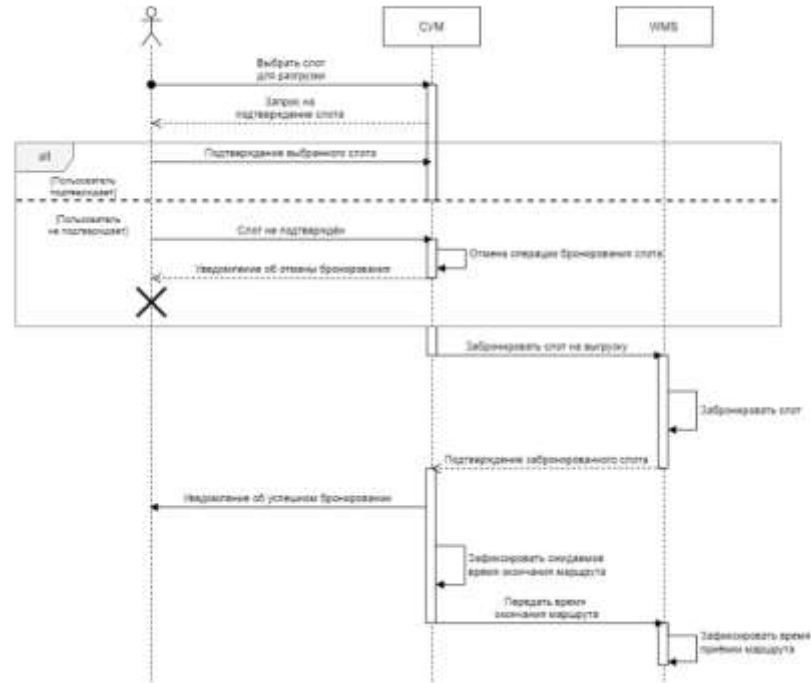 СУМ
WMS
Выбрать слот
для разгрузки
Запрос на
подтверждение слота
alt
Подтверждение выбранного слота
[Пользователь
подтверждает]
[Пользователь
не подтверждает]
Слот не подтверждён
Отмена операции бронирования слота
Уведомление об отмены бронирования
Забронировать слот на выгрузку
Забронировать слот
Подтверждение забронированного слота
Уведомление об успешном бронировании
Зафиксировать ожидаемое
время окончания маршрута
Передать время
окончания маршрута
Зафиксировать время
приёмки маршрута